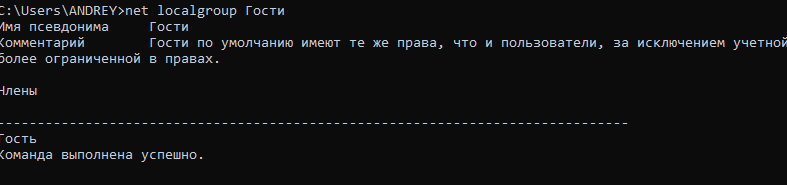 C:\Users\ANDREY>net localgroup Гости
Имя псевдонима     Гости
Комментарий        Гости по умолчанию имеют те же права, что и пользователи, за исключением учетной
более ограниченной в правах.
Члены
-------------------------------------------------------------------------------
Гость
Команда выполнена успешно.